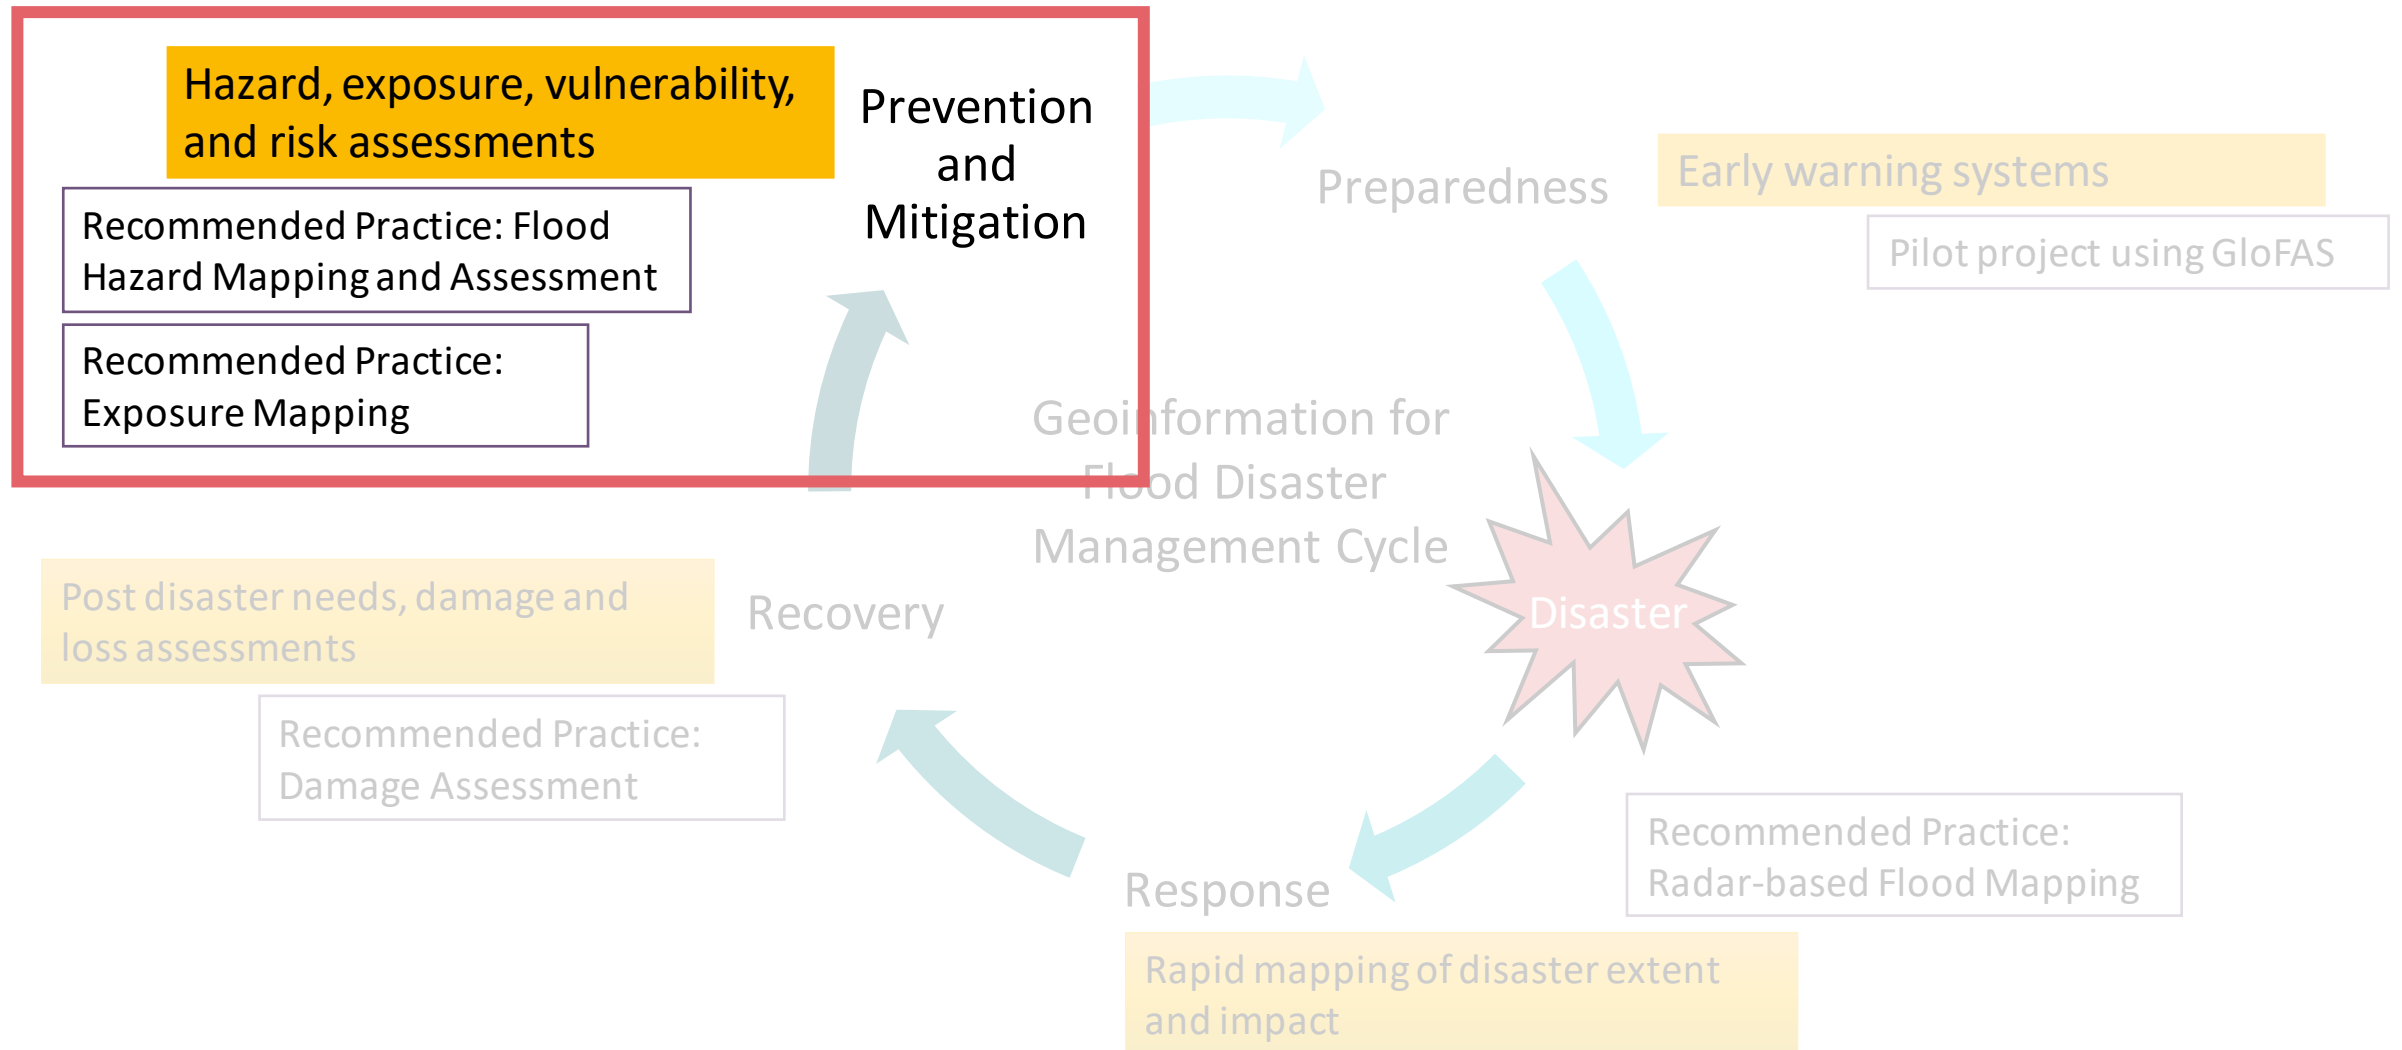 Hazard, exposure, vulnerability,
and risk assessments
Recommended Practice: Flood
Hazard Mapping and Assessment
Recommended Practice:
Exposure Mapping
Prevention
and
Mitigation
Preparedness
Early warning systems
Pilot project using GloFAS
Geoinformation for
Flood Disaster
Management Cycle
Disaster
Post disaster needs, damage and
loss assessments
Recovery
Recommended Practice:
Damage Assessment
Recommended Practice:
Radar-based Flood Mapping
Response
Rapid mapping of disaster extent
and impact